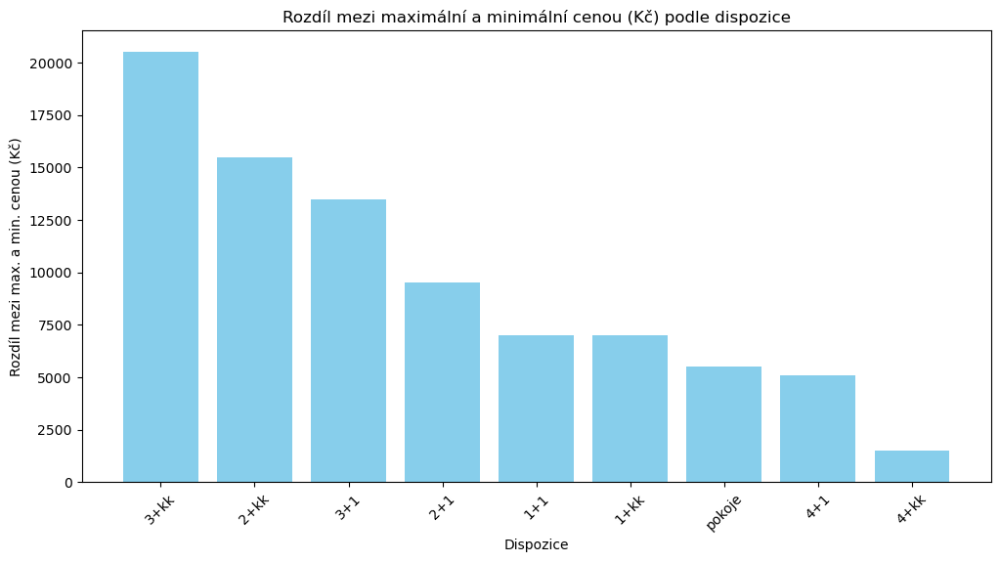 Rozdíl mezi maximální a minimální cenou (Kč) podle dispozice
Rozdíl mezi max. a min. cenou (Kč)
20000
17500
15000
12500
10000
7500
5000
2500
0
3+kk
2+kk
3+1
2+1
1+1
1+kk
pokoje
4+1
4+kk
Dispozice